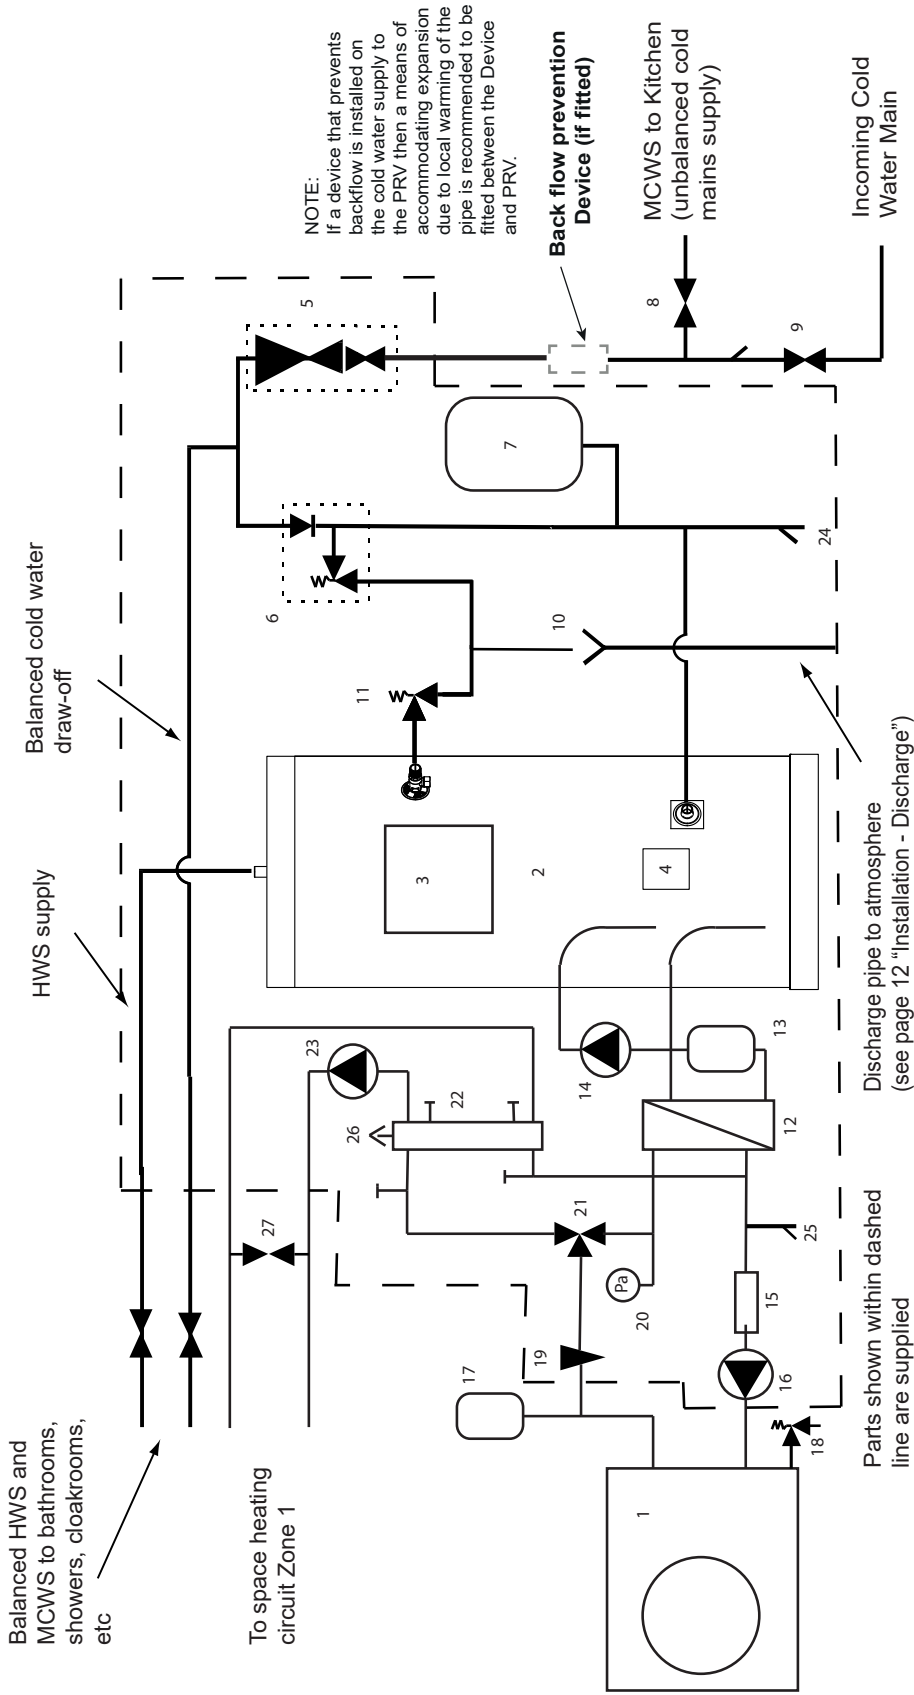 Balanced HWS and
MCWS to bathrooms,
showers, cloakrooms,
etc
HWS supply
Balanced cold water
draw-off
NOTE:
If a device that prevents
backflow is installed on
the cold water supply to
the PRV then a means of
accommodating expansion
due to local warming of the
pipe is recommended to be
fitted between the Device
and PRV.
Back flow prevention
Device (if fitted)
MCWS to Kitchen
(unbalanced cold
mains supply)
Incoming Cold
Water Main
To space heating
circuit Zone 1
Parts shown within dashed
line are supplied
Discharge pipe to atmosphere
(see page 12 “Installation - Discharge”)
1
2
3
4
5
6
7
8
9
10
11
12
13
14
15
16
17
18
19
20
Pa
21
22
23
24
25
26
27